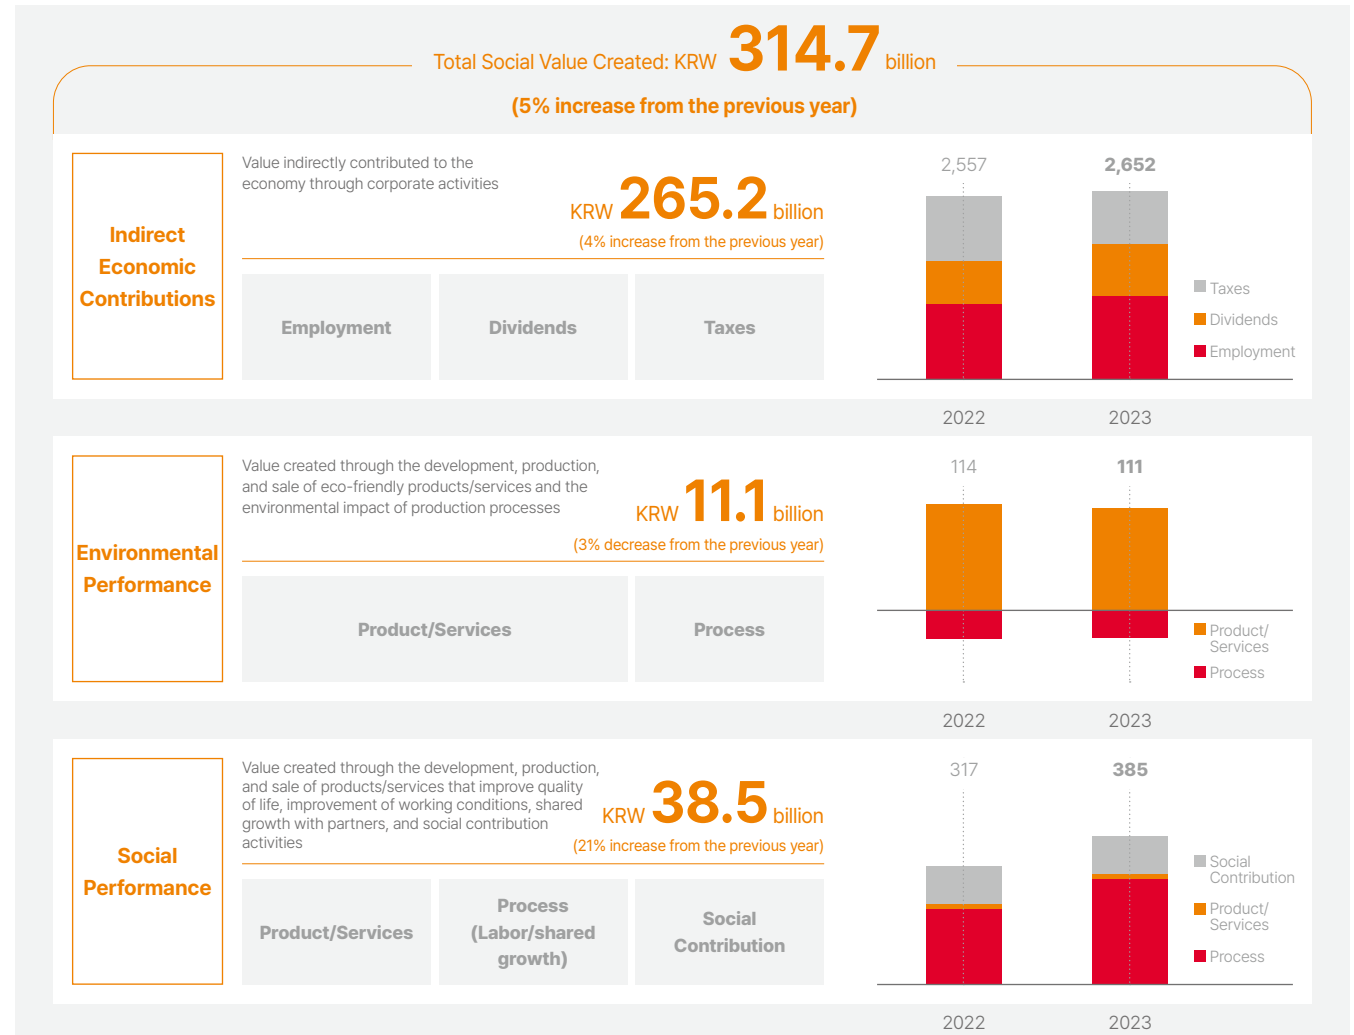 Total Social Value Created: KRW 314.7 billion
(5% increase from the previous year)
Indirect
Economic
Contributions
Value indirectly contributed to the
economy through corporate activities
KRW 265.2 billion
(4% increase from the previous year)
Employment
Dividends
Taxes
2,557
2,652
Taxes
Dividends
Employment
2022
2023
Environmental
Performance
Value created through the development, production,
and sale of eco-friendly products/services and the
environmental impact of production processes
KRW 11.1 billion
(3% decrease from the previous year)
Product/Services
Process
114
111
Product/
Services
Process
2022
2023
Social
Performance
Value created through the development, production,
and sale of products/services that improve quality
of life, improvement of working conditions, shared
growth with partners, and social contribution
activities
KRW 38.5 billion
(21% increase from the previous year)
Product/Services
Process
(Labor/shared
growth)
Social
Contribution
317
385
Social
Contribution
Product/
Services
Process
2022
2023